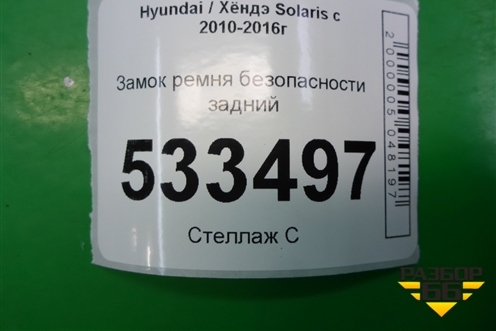 Hyundai / Хёндэ Solaris с
2010-2016г
Замок ремня безопасности
задний
533497
Стеллаж С
2000005048197
РАЗБОР
66